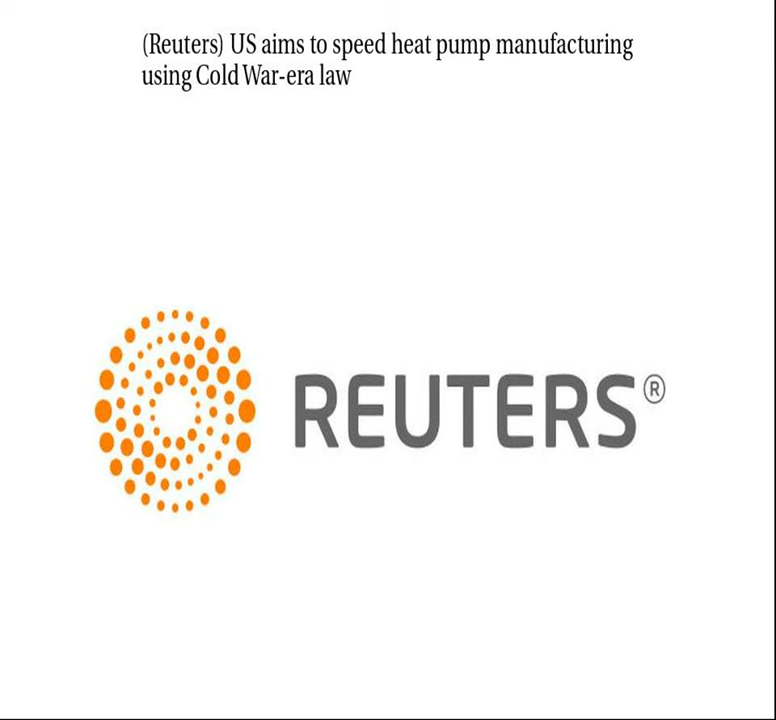 (Reuters) US aims to speed heat pump manufacturing
using Cold War-era law
REUTERS®